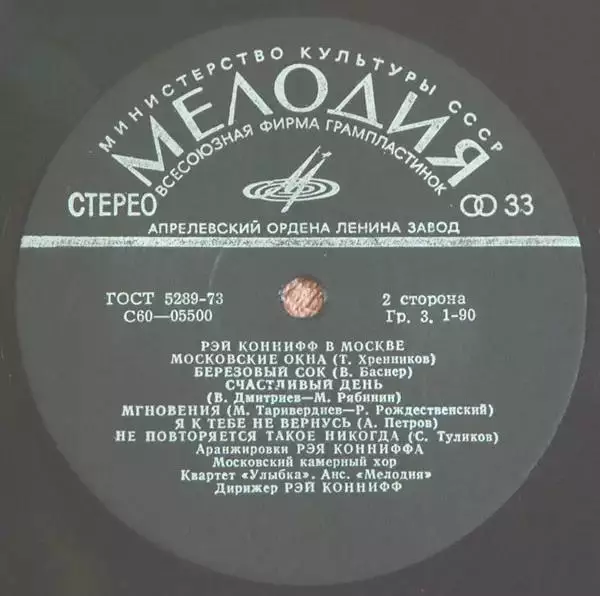 МИНИСТЕРСТВО КУЛЬТУРЫ СССР
МЕЛОДИЯ
ВСЕСОЮЗНАЯ ФИРМА ГРАМПЛАСТИНОК
СТЕРЕО
33
АПРЕЛЕВСКИЙ ОРДЕНА ЛЕНИНА ЗАВОД
ГОСТ 5289-73
С60—05500
2 сторона
Гр. 3. 1-90
РЭЙ КОННИФФ В МОСКВЕ
МОСКОВСКИЕ ОКНА (Т. Хренников)
БЕРЕЗОВЫЙ СОК (В. Баснер)
СЧАСТЛИВЫЙ ДЕНЬ
(В. Дмитриев—М. Рябинин)
МГНОВЕНИЯ (М. Таривердиев—Р. Рождественский)
Я К ТЕБЕ НЕ ВЕРНУСЬ (А. Петров)
НЕ ПОВТОРЯЕТСЯ ТАКОЕ НИКОГДА (С. Туликов)
Аранжировки РЭЯ КОННИФФА
Московский камерный хор
Квартет «Улыбка». Анс. «Мелодия»
Дирижер РЭЙ КОННИФФ